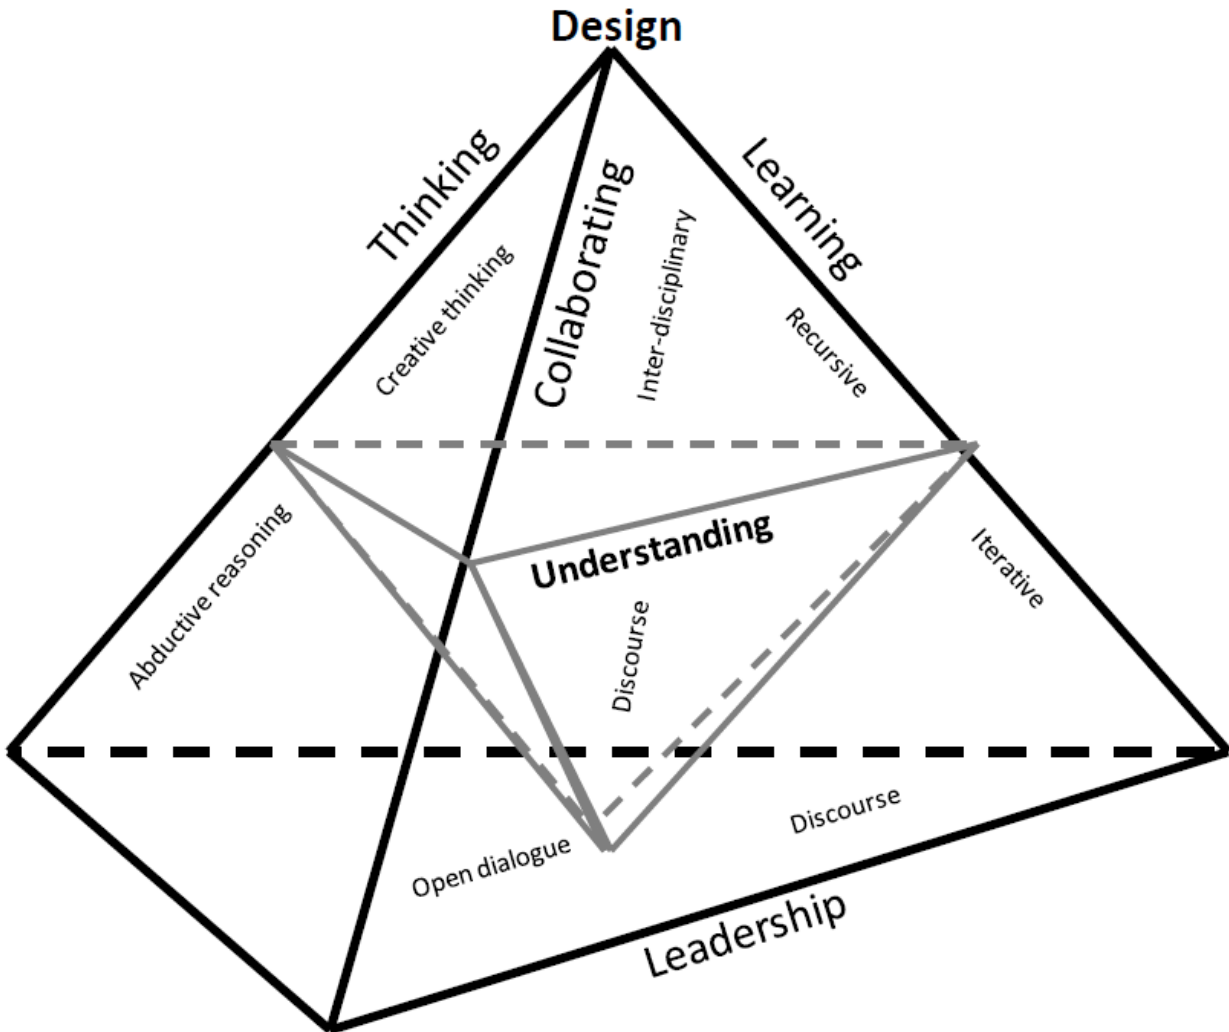 Design
Thinking
Collaborating
Learning
Creative thinking
Inter-disciplinary
Recursive
Abductive reasoning
Understanding
Iterative
Discourse
Open dialogue
Discourse
Leadership